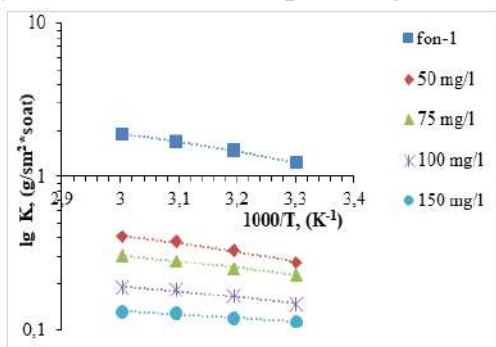 10
1
0,1
2,9
3
3,1
3,2
3,3
3,4
1000/T, (K⁻¹)
lg K, (g/sm²*soat)
fon-1
50 mg/l
75 mg/l
100 mg/l
150 mg/l